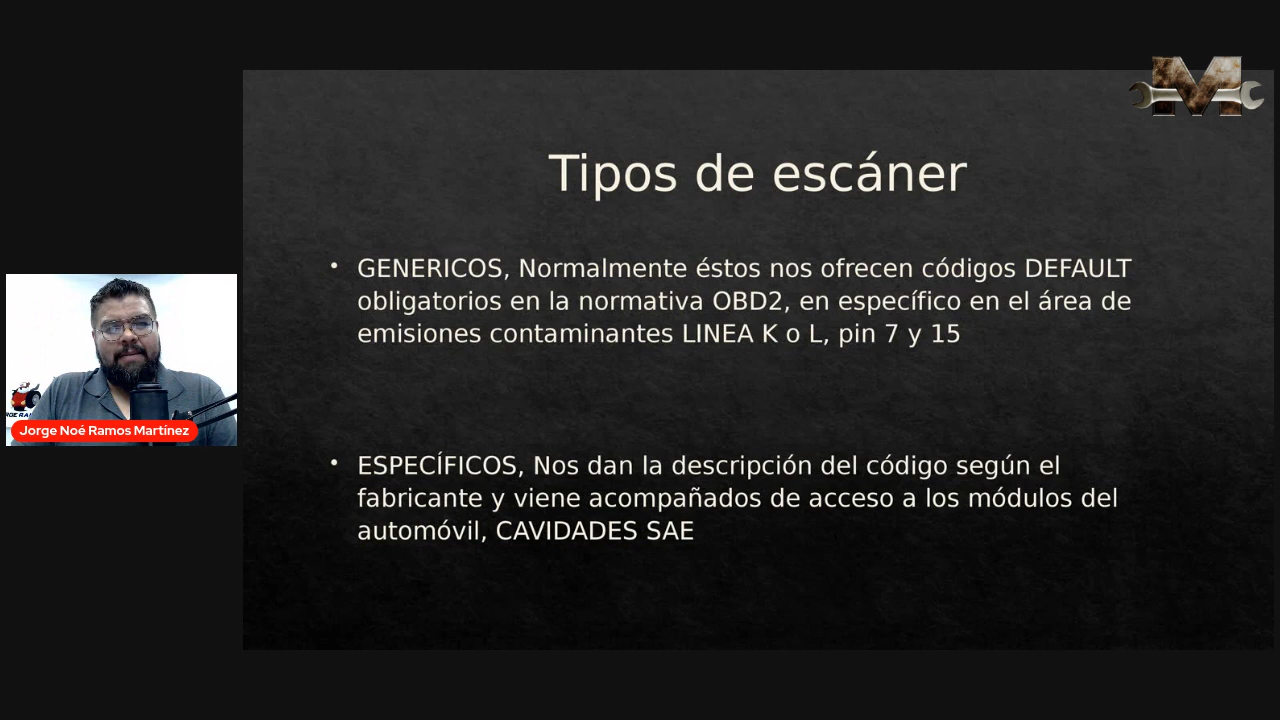 M
Tipos de escáner
• GENERICOS, Normalmente éstos nos ofrecen códigos DEFAULT
obligatorios en la normativa OBD2, en específico en el área de
emisiones contaminantes LINEA K o L, pin 7 y 15
• ESPECÍFICOS, Nos dan la descripción del código según el
fabricante y viene acompañados de acceso a los módulos del
automóvil, CAVIDADES SAE
Jorge Noé Ramos Martínez